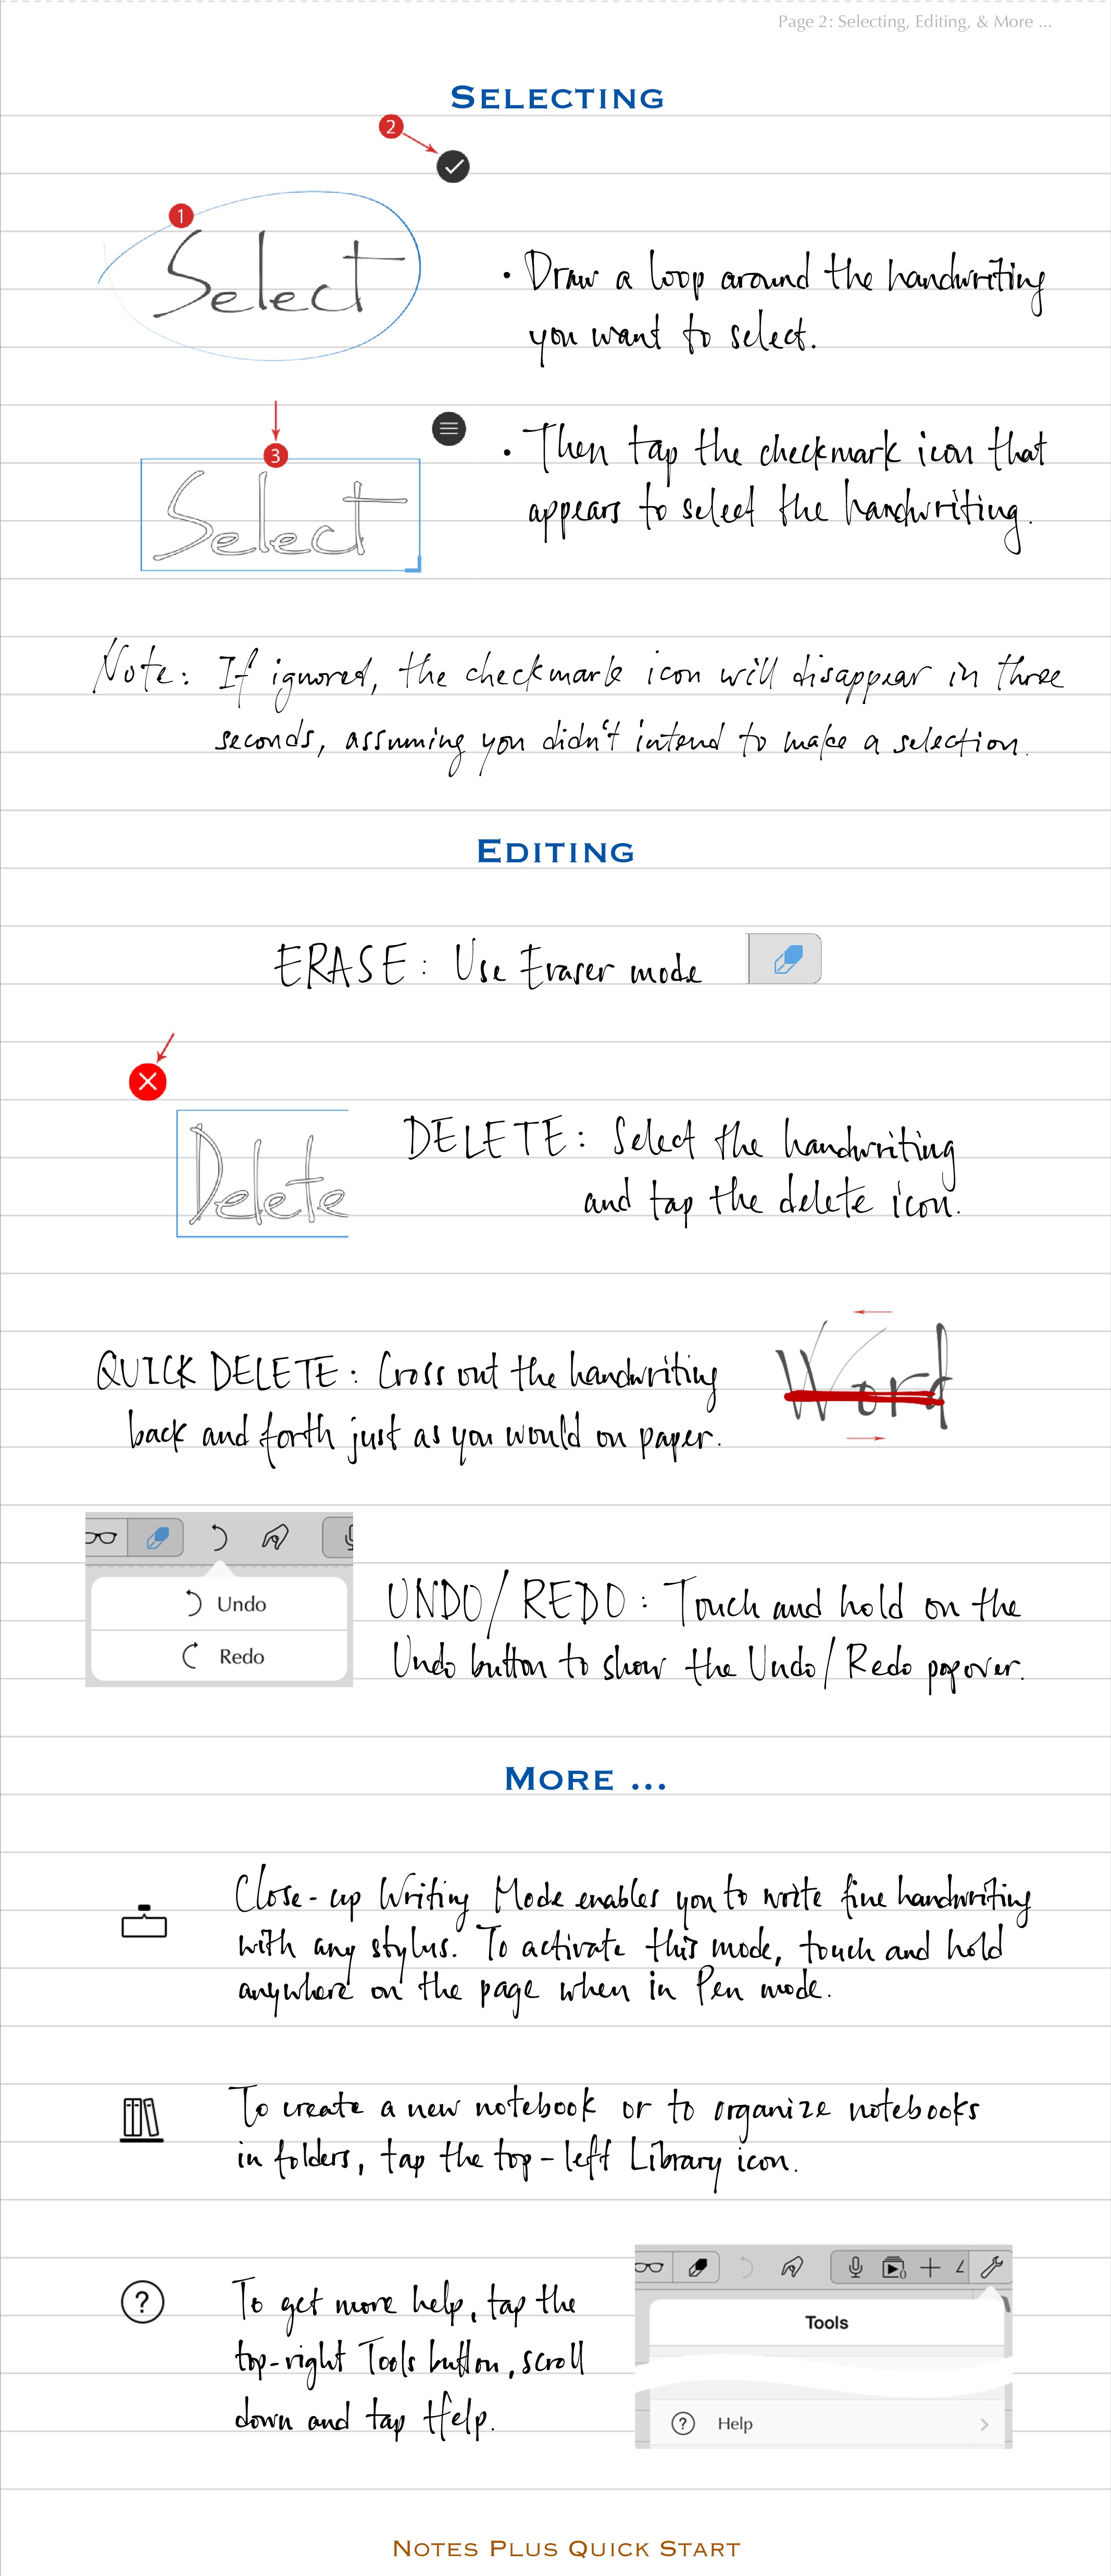 Page 2: Selecting, Editing, & More ...
SELECTING
2
1
Select
• Draw a loop around the handwriting
you want to select.
3
Select
• Then tap the checkmark icon that
appears to select the handwriting.
Note: If ignored, the checkmark icon will disappear in three
seconds, assuming you didn't intend to make a selection.
EDITING
ERASE: Use Eraser mode
Delete
DELETE: Select the handwriting
and tap the delete icon.
QUICK DELETE: Cross out the handwriting
back and forth just as you would on paper.
Word
Undo
Redo
UNDO/REDO: Touch and hold on the
Undo button to show the Undo/Redo popover.
MORE ...
Close-up Writing Mode enables you to write fine handwriting
with any stylus. To activate this mode, touch and hold
anywhere on the page when in Pen mode.
To create a new notebook or to organize notebooks
in folders, tap the top-left Library icon.
?
To get more help, tap the
top-right Tools button, scroll
down and tap Help.
Tools
? Help
NOTES PLUS QUICK START